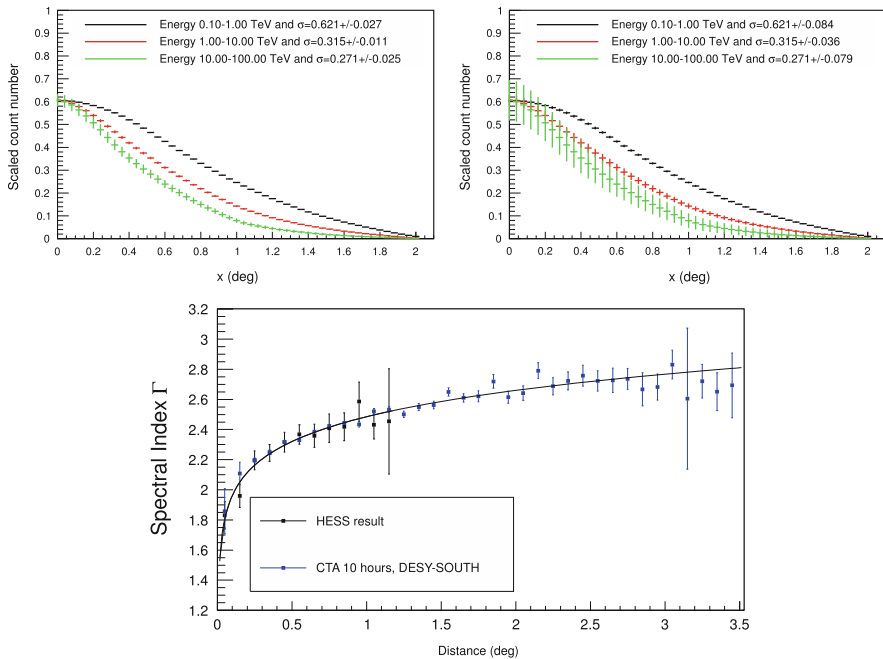 Energy 0.10-1.00 TeV and σ=0.621+/-0.027
Energy 1.00-10.00 TeV and σ=0.315+/-0.011
Energy 10.00-100.00 TeV and σ=0.271+/-0.025
Scaled count number
1
0.9
0.8
0.7
0.6
0.5
0.4
0.3
0.2
0.1
0
0 0.2 0.4 0.6 0.8 1 1.2 1.4 1.6 1.8 2
x (deg)
Energy 0.10-1.00 TeV and σ=0.621+/-0.084
Energy 1.00-10.00 TeV and σ=0.315+/-0.036
Energy 10.00-100.00 TeV and σ=0.271+/-0.079
Scaled count number
1
0.9
0.8
0.7
0.6
0.5
0.4
0.3
0.2
0.1
0
0 0.2 0.4 0.6 0.8 1 1.2 1.4 1.6 1.8 2
x (deg)
Spectral Index Γ
3.2
3
2.8
2.6
2.4
2.2
2
1.8
1.6
1.4
1.2
HESS result
CTA 10 hours, DESY-SOUTH
0 0.5 1 1.5 2 2.5 3 3.5
Distance (deg)